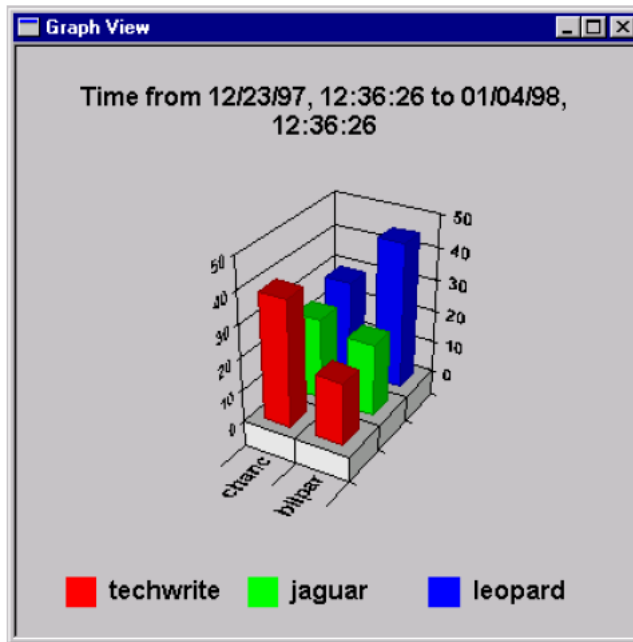 Graph View
Time from 12/23/97, 12:36:26 to 01/04/98,
12:36:26
50
40
30
20
10
0
50
40
30
20
10
0
chanc
bilpar
techwrite
jaguar
leopard